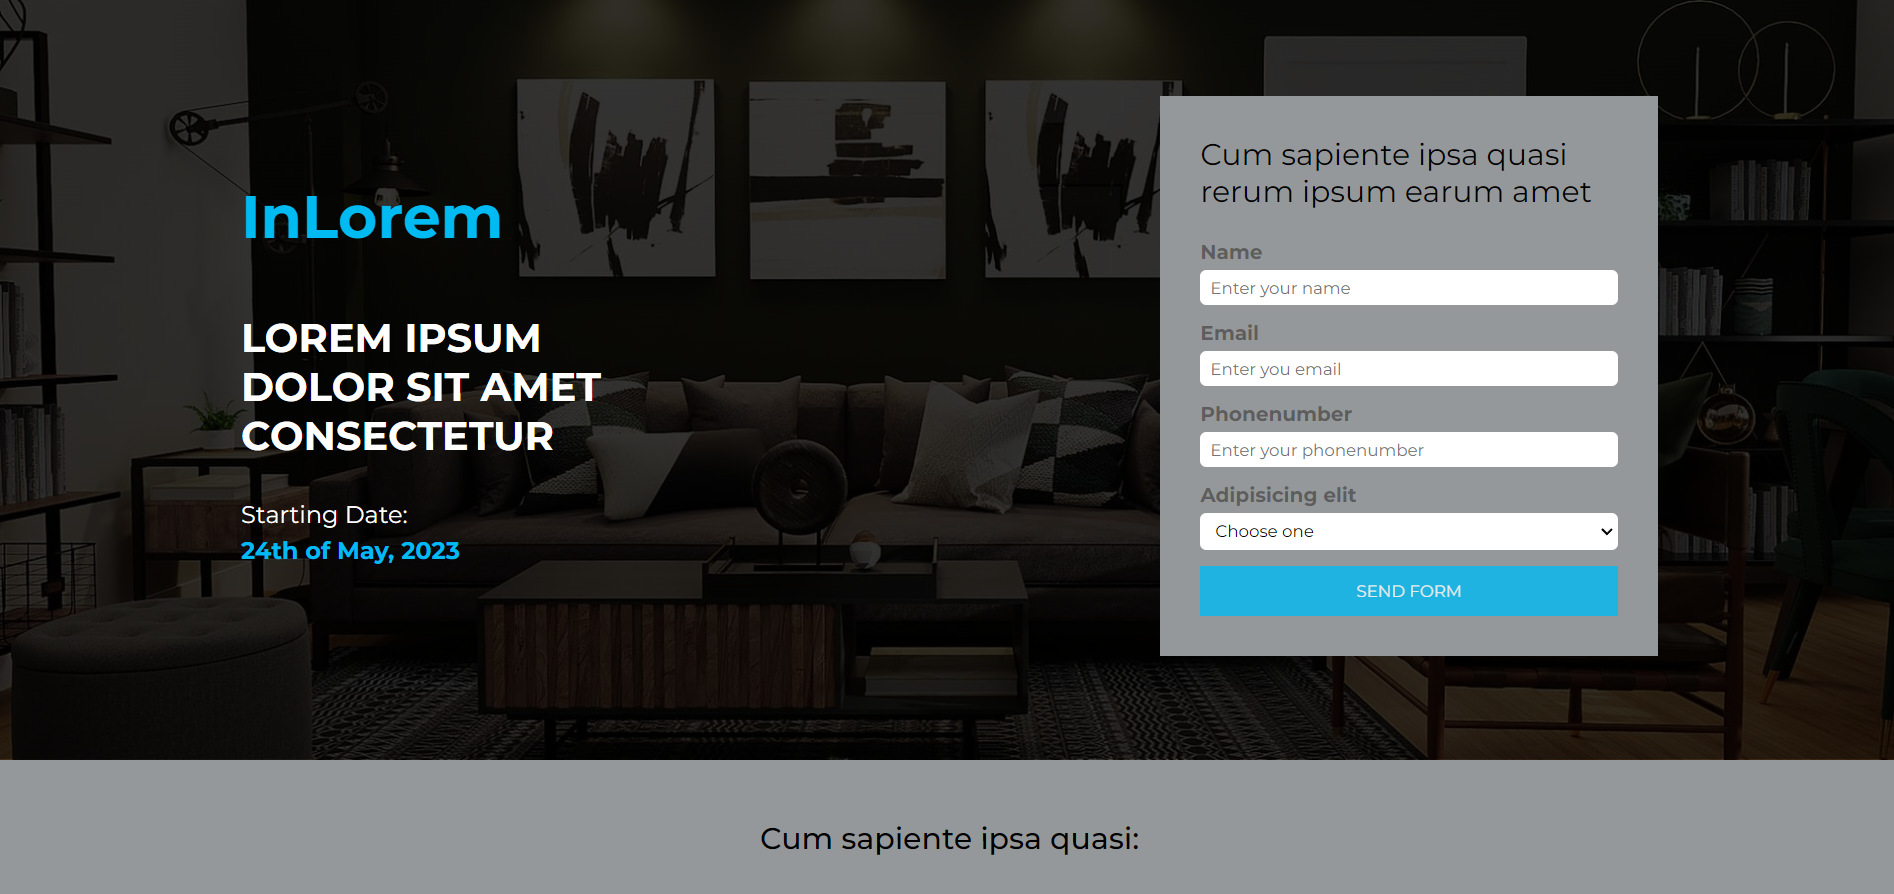 InLorem
LOREM IPSUM
DOLOR SIT AMET
CONSECTETUR
Starting Date:
24th of May, 2023
Cum sapiente ipsa quasi
rerum ipsum earum amet
Name
Enter your name
Email
Enter you email
Phonenumber
Enter your phonenumber
Adipisicing elit
Choose one
SEND FORM
Cum sapiente ipsa quasi: